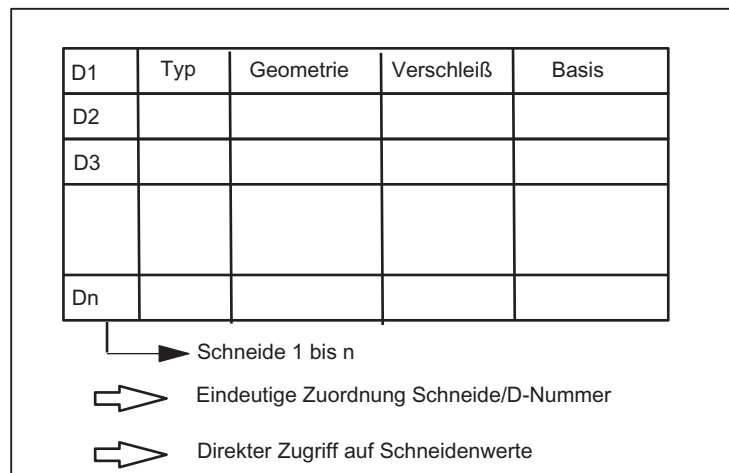 D1 Typ Geometrie Verschleiß Basis
D2
D3
Dn
Schneide 1 bis n
Eindeutige Zuordnung Schneide/D-Nummer
Direkter Zugriff auf Schneidenwerte